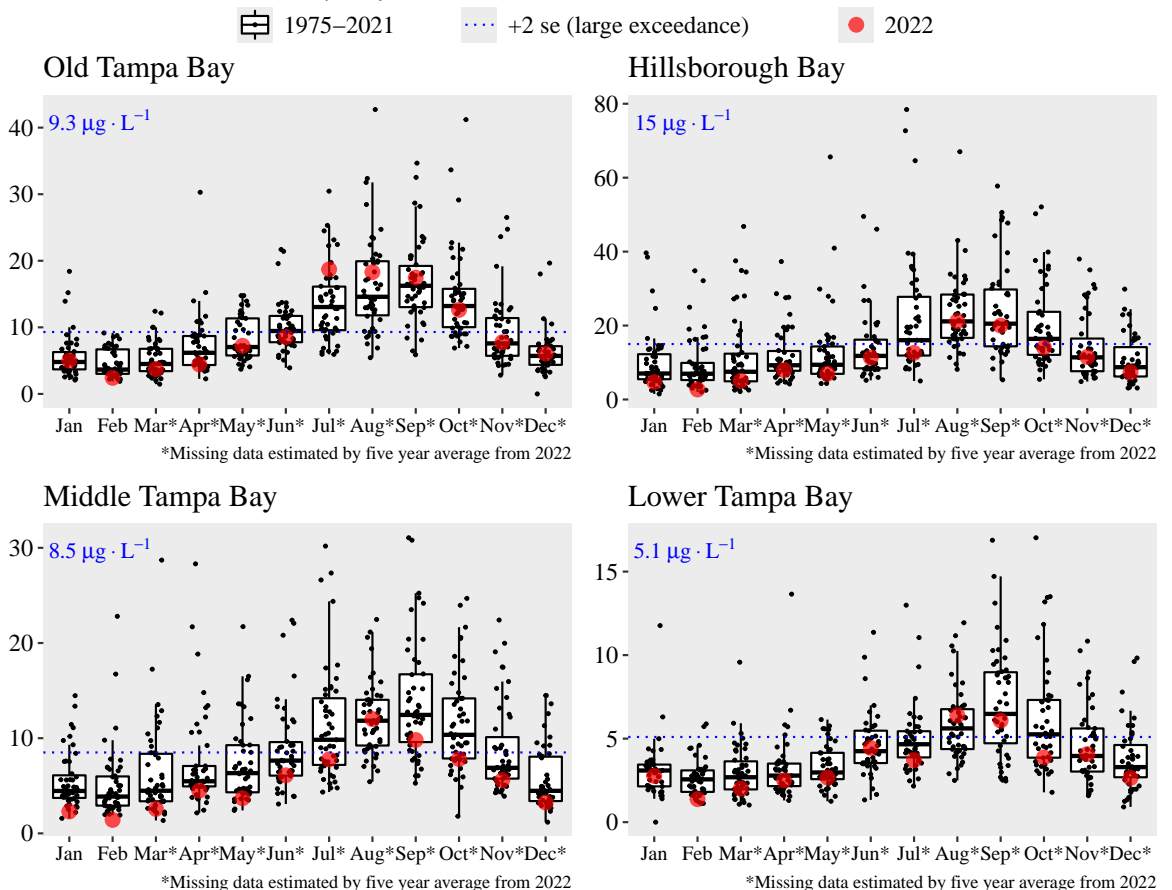 1975–2021 +2 se (large exceedance) 2022
Old Tampa Bay
9.3 µg · L⁻¹
40
30
20
10
0
Jan Feb Mar* Apr* May* Jun* Jul* Aug* Sep* Oct* Nov* Dec*
*Missing data estimated by five year average from 2022
Hillsborough Bay
15 µg · L⁻¹
80
60
40
20
0
Jan Feb Mar* Apr* May* Jun* Jul* Aug* Sep* Oct* Nov* Dec*
*Missing data estimated by five year average from 2022
Middle Tampa Bay
8.5 µg · L⁻¹
30
20
10
0
Jan Feb Mar* Apr* May* Jun* Jul* Aug* Sep* Oct* Nov* Dec*
*Missing data estimated by five year average from 2022
Lower Tampa Bay
5.1 µg · L⁻¹
15
10
5
0
Jan Feb Mar* Apr* May* Jun* Jul* Aug* Sep* Oct* Nov* Dec*
*Missing data estimated by five year average from 2022